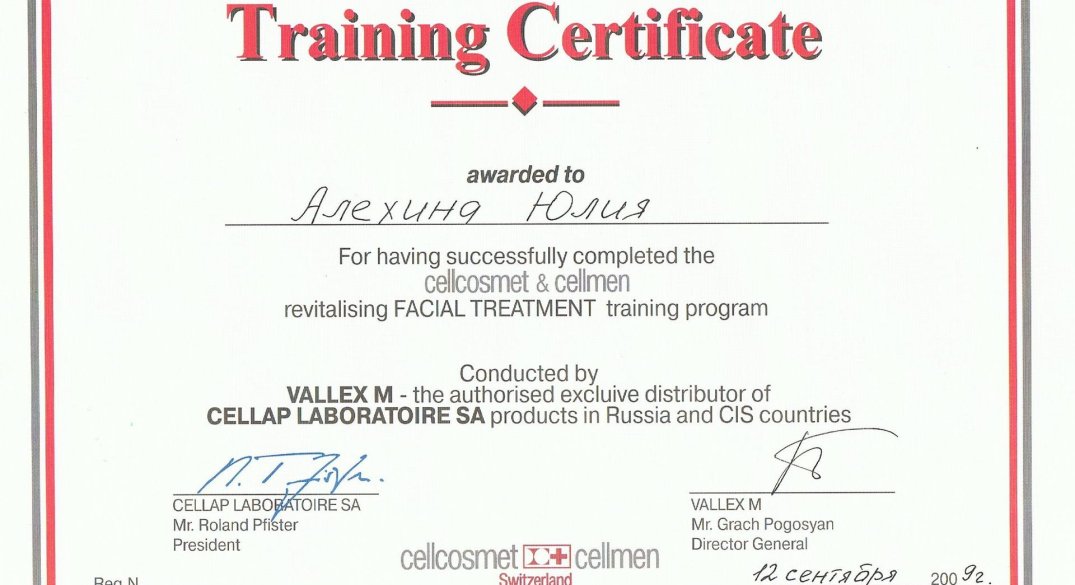 Training Certificate
awarded to
Алехина Юлия
For having successfully completed the
cellcosmet & cellmen
revitalising FACIAL TREATMENT training program
Conducted by
VALLEX M - the authorised excluive distributor of
CELLAP LABORATOIRE SA products in Russia and CIS countries
CELLAP LABORATOIRE SA
Mr. Roland Pfister
President
VALLEX M
Mr. Grach Pogosyan
Director General
cellcosmet cellmen
Switzerland
Reg N
12 сентября 2009г.